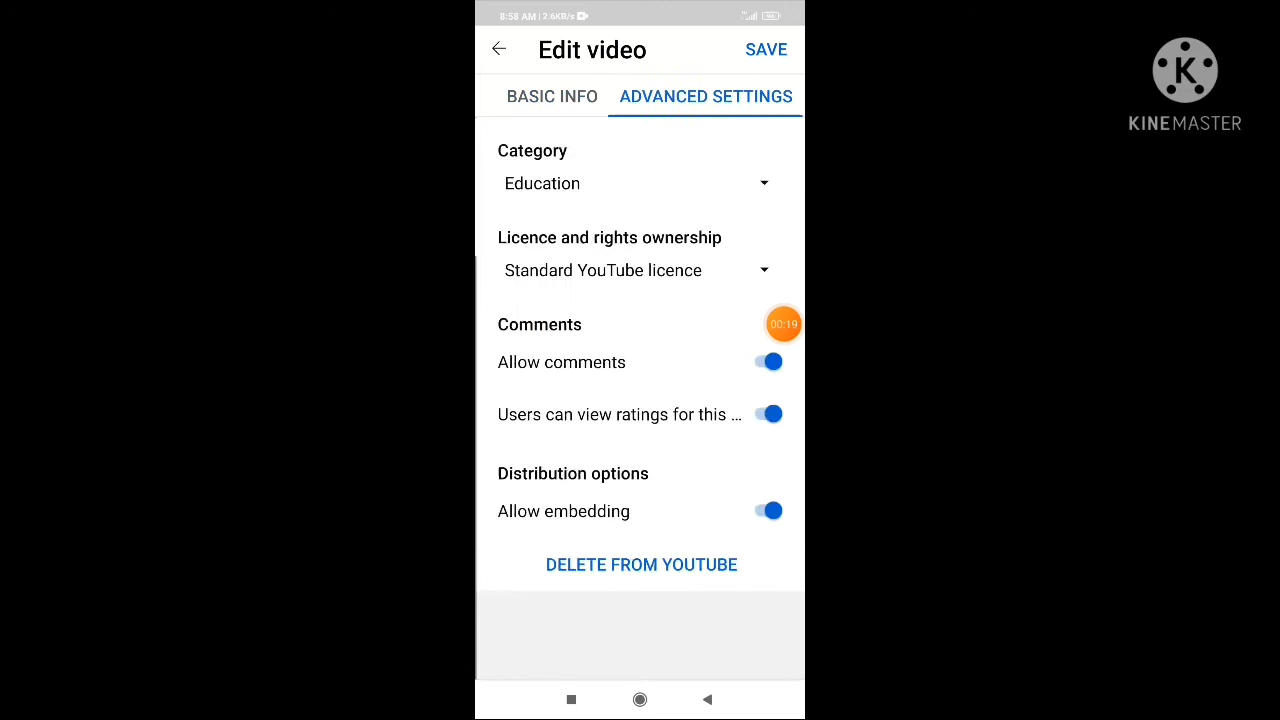 8:58 AM | 2.6KB/s
Edit video
SAVE
BASIC INFO
ADVANCED SETTINGS
Category
Education
Licence and rights ownership
Standard YouTube licence
Comments
00:19
Allow comments
Users can view ratings for this ...
Distribution options
Allow embedding
DELETE FROM YOUTUBE
K
KINEMASTER